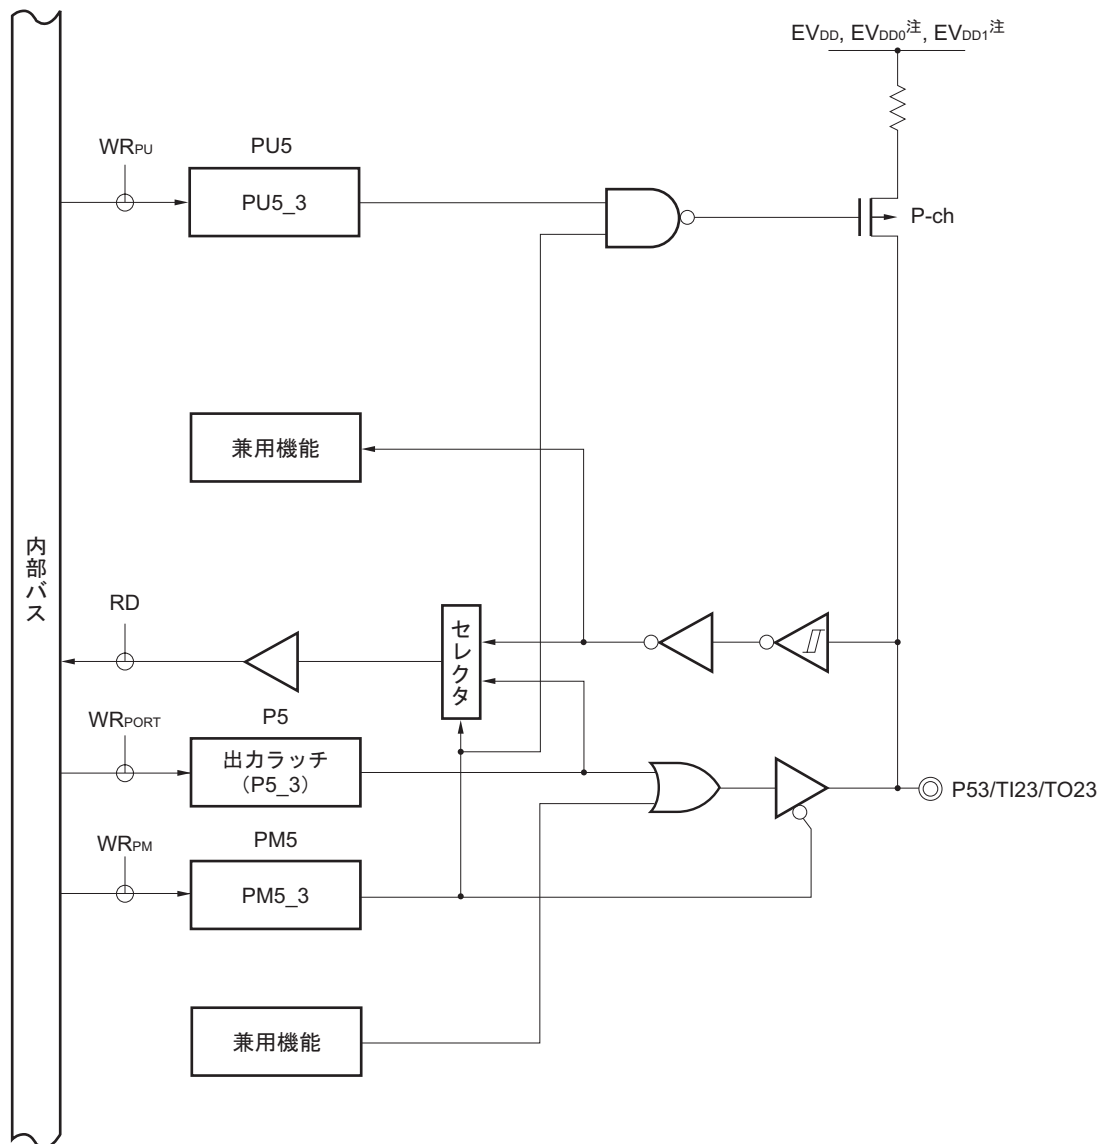 EVDD, EVDD0注, EVDD1注
WRPU
PU5
PU5_3
P-ch
兼用機能
内部バス
RD
セレクタ
WRPORT
P5
出力ラッチ
（P5_3）
P53/TI23/TO23
WRPM
PM5
PM5_3
兼用機能